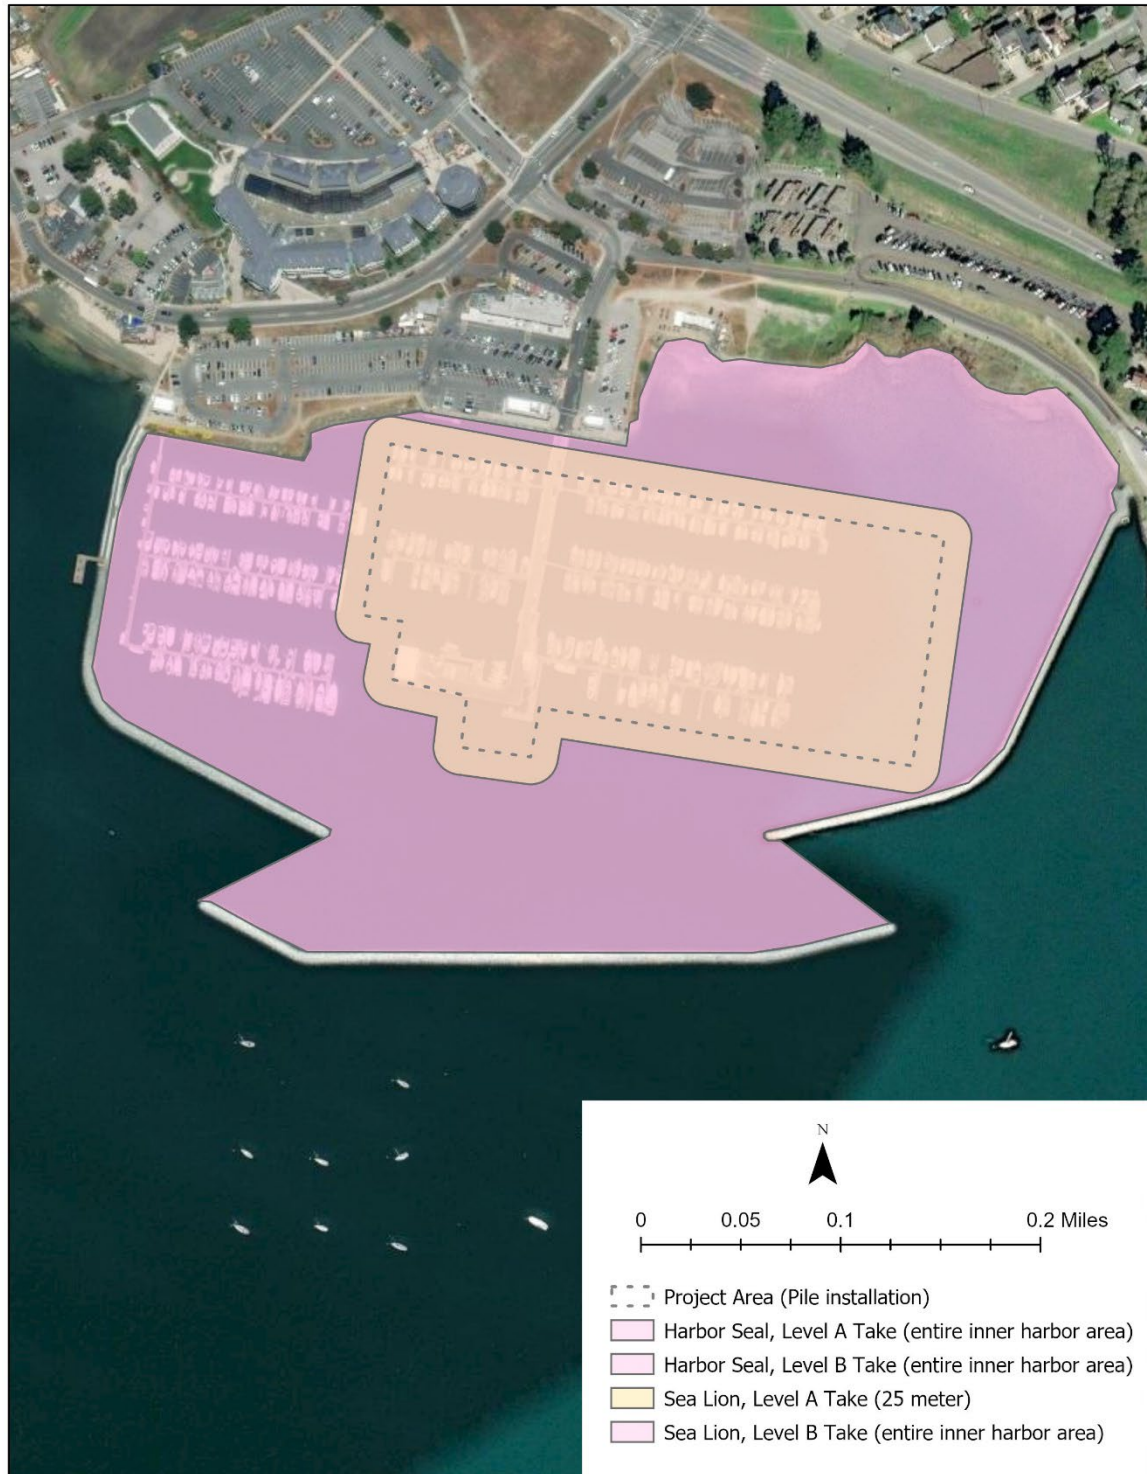 N
0 0.05 0.1 0.2 Miles
Project Area (Pile installation)
Harbor Seal, Level A Take (entire inner harbor area)
Harbor Seal, Level B Take (entire inner harbor area)
Sea Lion, Level A Take (25 meter)
Sea Lion, Level B Take (entire inner harbor area)